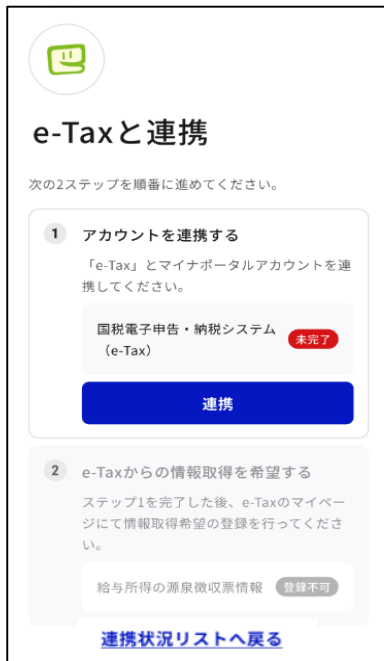 e-Taxと連携
次の2ステップを順番に進めてください。
1 アカウントを連携する
「e-Tax」とマイナポータルアカウントを連
携してください。
国税電子申告・納税システム
（e-Tax）
未完了
連携
2 e-Taxからの情報取得を希望する
ステップ1を完了した後、e-Taxのマイペー
ジにて情報取得希望の登録を行ってくださ
い。
給与所得の源泉徴収票情報 登録不可
連携状況リストへ戻る